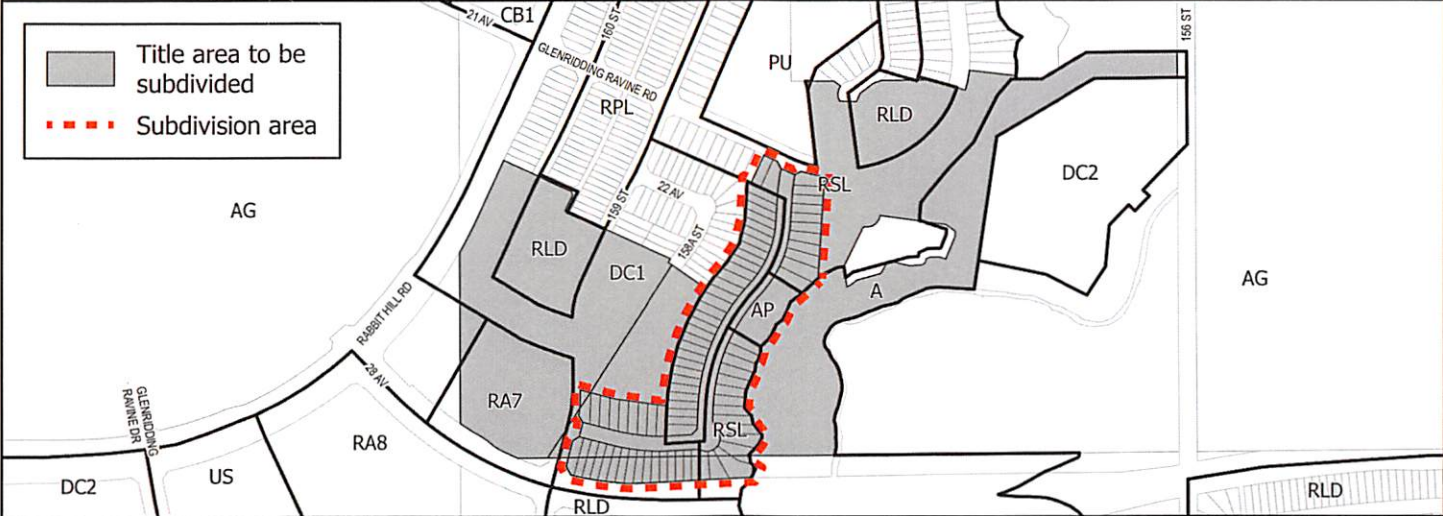 Title area to be
subdivided
Subdivision area
21 AV
CB1
160 ST
GLENRIDDING RAVINE RD
RPL
PU
RLD
156 ST
DC2
AG
22 AV
159 ST
158A ST
RSL
RLD
DC1
AG
A
AP
RABBIT HILL RD
28 AV
RA7
RSL
GLENRIDDING
RAVINE DR
RA8
DC2
US
RLD
RLD